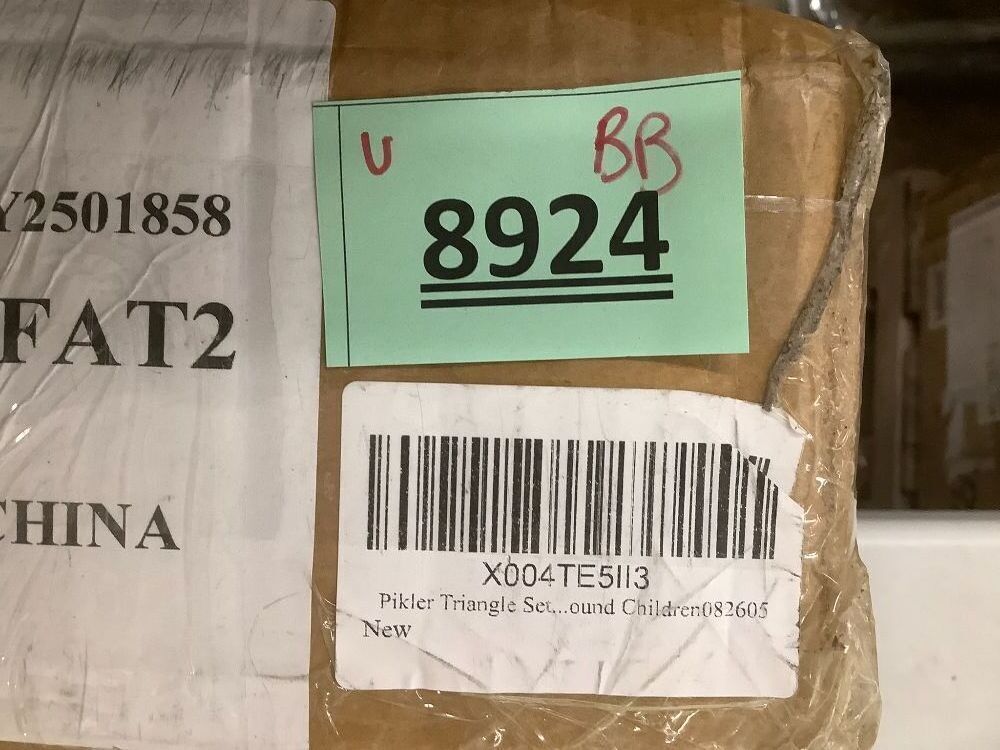 Y2501858
FAT2
CHINA
U BB
8924
X004TE5II3
Pikler Triangle Set...ound Children082605
New